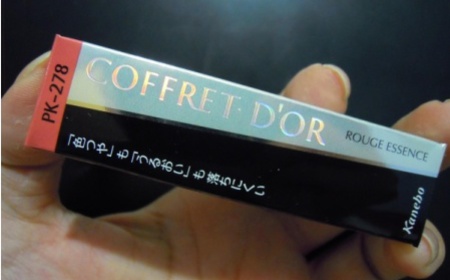 PK-278
COFFRET D'OR
ROUGE ESSENCE
「色つや」も「うるおい」も落ちにくい
Kanebo